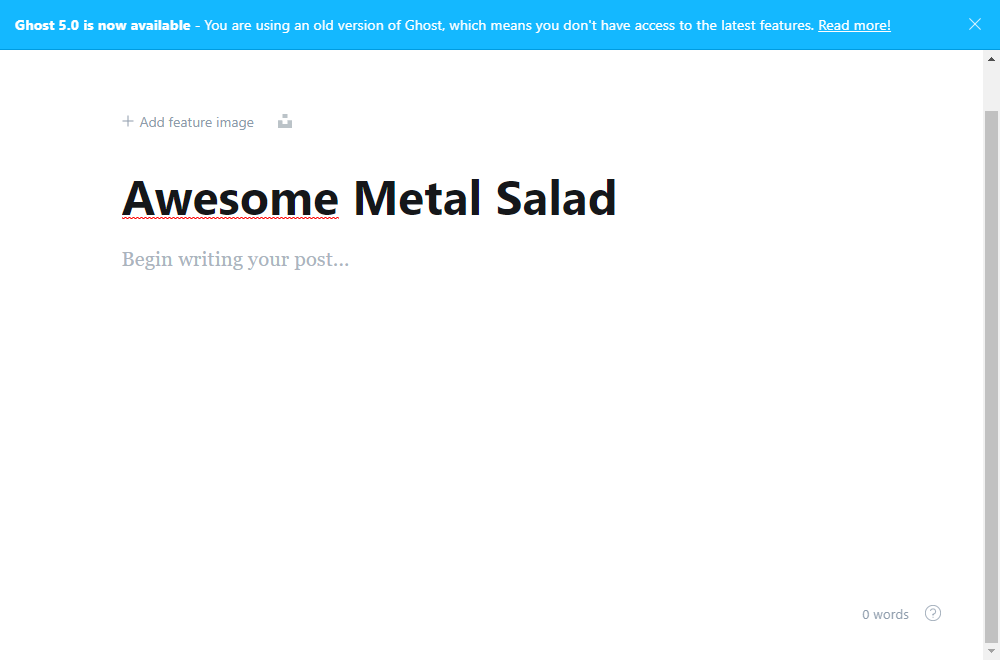 Ghost 5.0 is now available - You are using an old version of Ghost, which means you don't have access to the latest features. Read more!
Add feature image
Awesome Metal Salad
Begin writing your post...
0 words